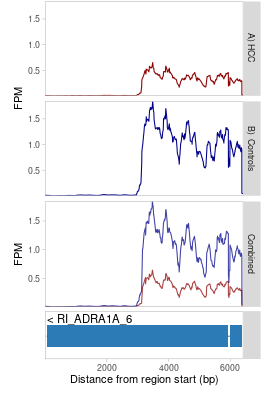 1.5
1.0
0.5
A) HCC
FPM
1.5
1.0
0.5
B) Controls
1.5
1.0
0.5
Combined
FPM
< RI_ADRA1A_6
2000 4000 6000
Distance from region start (bp)